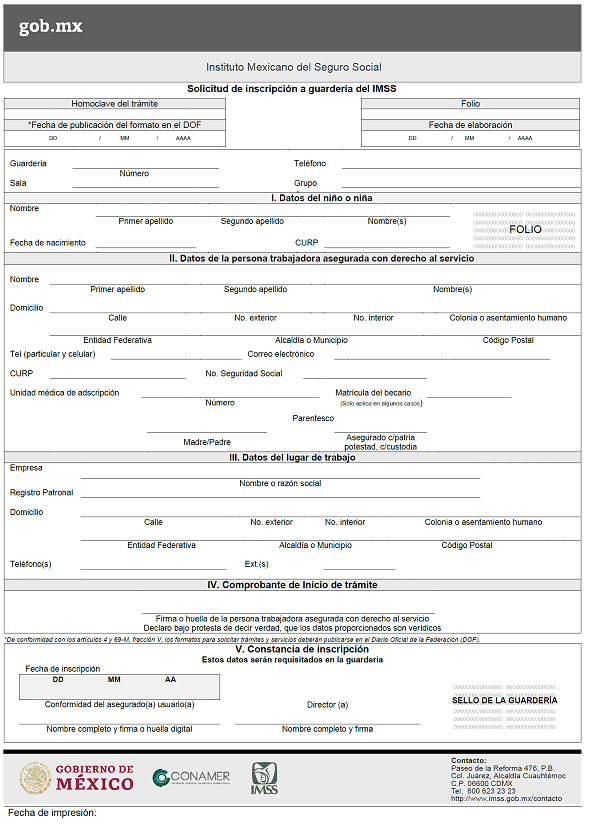 gob.mx
Instituto Mexicano del Seguro Social
Solicitud de inscripción a guardería del IMSS
Homoclave del trámite
Folio
*Fecha de publicación del formato en el DOF
Fecha de elaboración
DD / MM / AAAA
DD / MM / AAAA
Guardería
Teléfono
Número
Sala
Grupo
I. Datos del niño o niña
Nombre
Primer apellido Segundo apellido Nombre(s)
FOLIO
Fecha de nacimiento CURP
II. Datos de la persona trabajadora asegurada con derecho al servicio
Nombre
Primer apellido Segundo apellido Nombre(s)
Domicilio
Calle No. exterior No. interior Colonia o asentamiento humano
Entidad Federativa Alcaldía o Municipio Código Postal
Tel (particular y celular) Correo electrónico
CURP No. Seguridad Social
Unidad médica de adscripción Matrícula del becario
Número (Sólo aplica en algunos casos)
Parentesco
Madre/Padre Asegurado c/patria
potestad, c/custodia
III. Datos del lugar de trabajo
Empresa
Nombre o razón social
Registro Patronal
Domicilio
Calle No. exterior No. interior Colonia o asentamiento humano
Entidad Federativa Alcaldía o Municipio Código Postal
Teléfono(s) Ext.(s)
IV. Comprobante de Inicio de trámite
Firma o huella de la persona trabajadora asegurada con derecho al servicio
Declaro bajo protesta de decir verdad, que los datos proporcionados son verídicos
*De conformidad con los artículos 4 y 69-M, fracción V, los formatos para solicitar trámites y servicios deberán publicarse en el Diario Oficial de la Federación (DOF).
V. Constancia de inscripción
Estos datos serán requisitados en la guardería
Fecha de inscripción
DD MM AA
Conformidad del asegurado(a) usuario(a) Director (a)
SELLO DE LA GUARDERÍA
Nombre completo y firma o huella digital Nombre completo y firma
GOBIERNO DE
MÉXICO
CONAMER
IMSS
Contacto:
Paseo de la Reforma 476, P.B.
Col. Juárez, Alcaldía Cuauhtémoc
C.P. 06600 CDMX
Tel. 800 623 23 23
http://www.imss.gob.mx/contacto
Fecha de impresión: